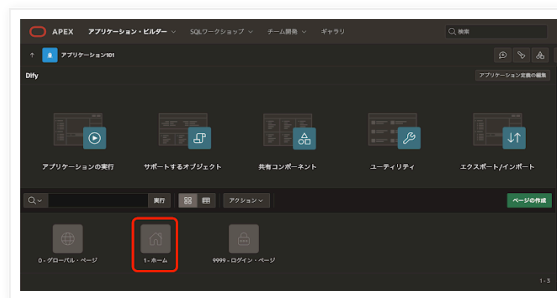 APEX アプリケーション・ビルダー SQLワークショップ チーム開発 ギャラリ 検索
アプリケーション101
Dify アプリケーション定義の編集
アプリケーションの実行 サポートするオブジェクト 共有コンポーネント ユーティリティ エクスポート/インポート
実行 アクション ページの作成
0 - グローバル・ページ 1 - ホーム 9999 - ログイン・ページ
1 - 3